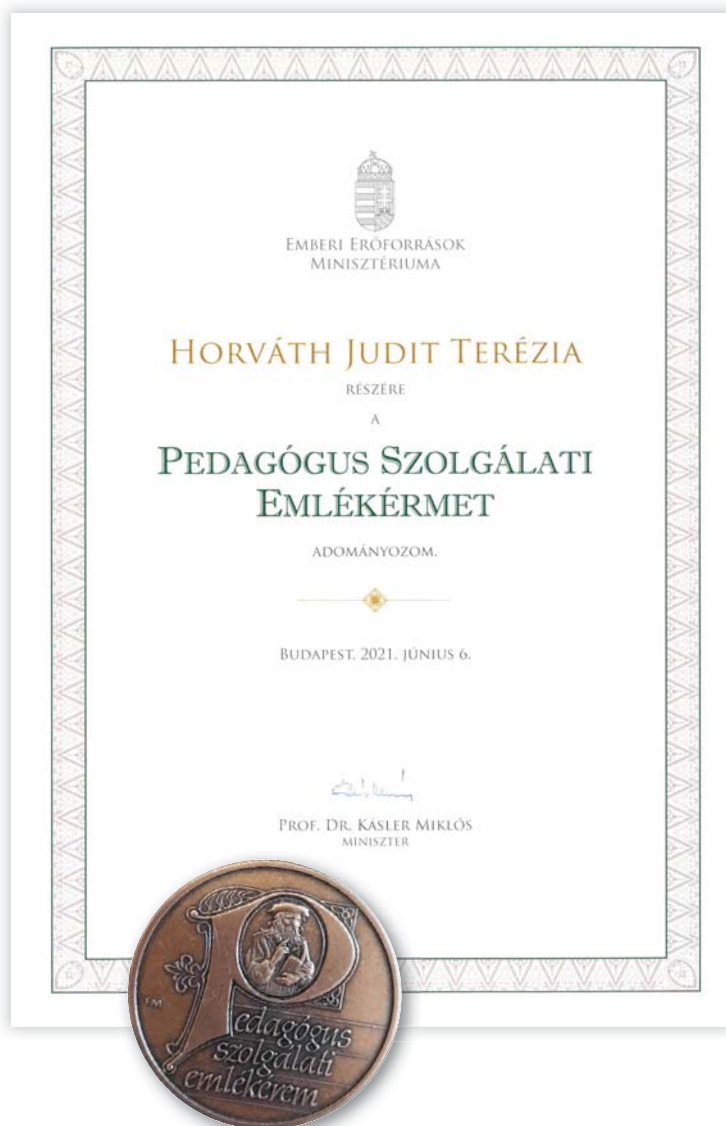 EMBERI ERŐFORRÁSOK
MINISZTÉRIUMA
HORVÁTH JUDIT TERÉZIA
RÉSZÉRE
A
PEDAGÓGUS SZOLGÁLATI
EMLÉKÉRMET
ADOMÁNYOZOM.
BUDAPEST, 2021. JÚNIUS 6.
PROF. DR. KÁSLER MIKLÓS
MINISZTER
FM
Pedagógus
szolgálati
emlékérem